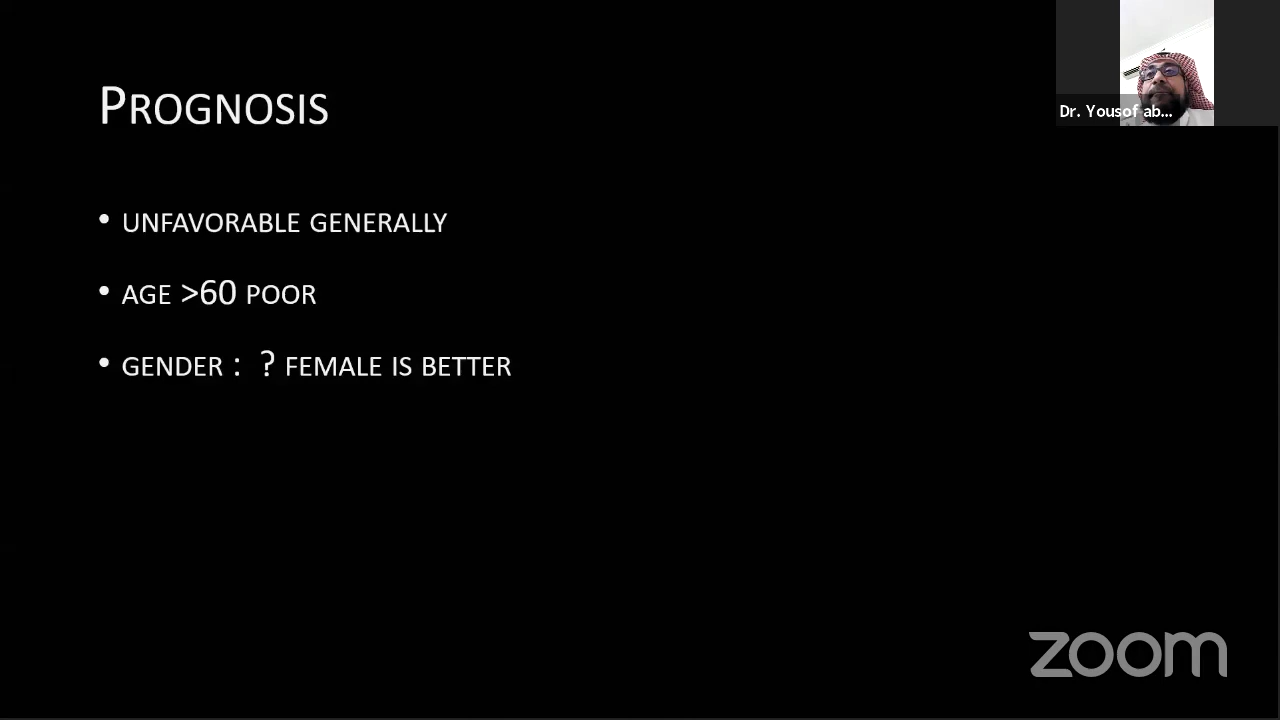 PROGNOSIS
Dr. Yousof ab...
• UNFAVORABLE GENERALLY
• AGE >60 POOR
• GENDER : ? FEMALE IS BETTER
zoom